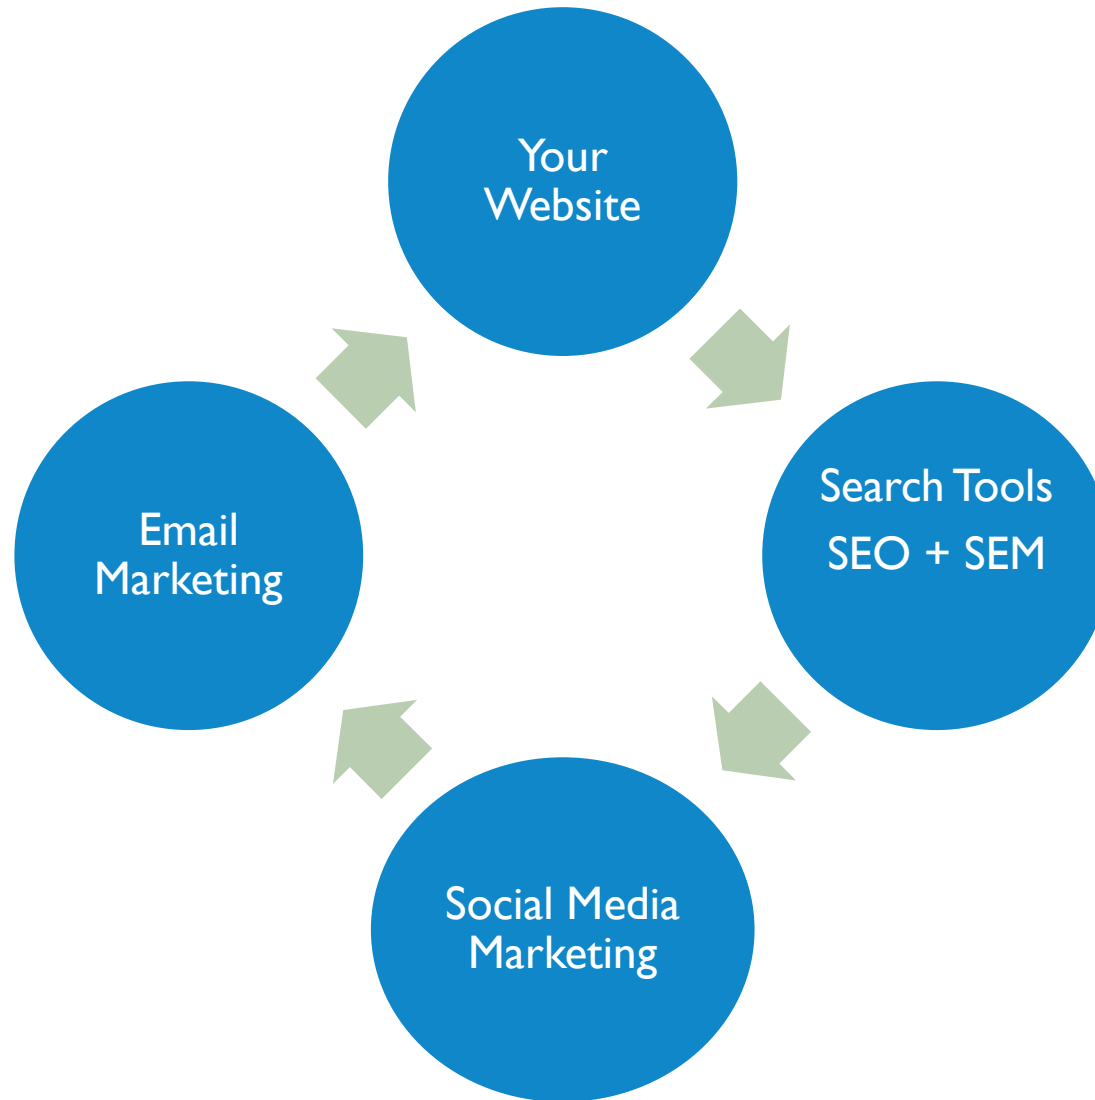 Your
Website
Search Tools
SEO + SEM
Social Media
Marketing
Email
Marketing